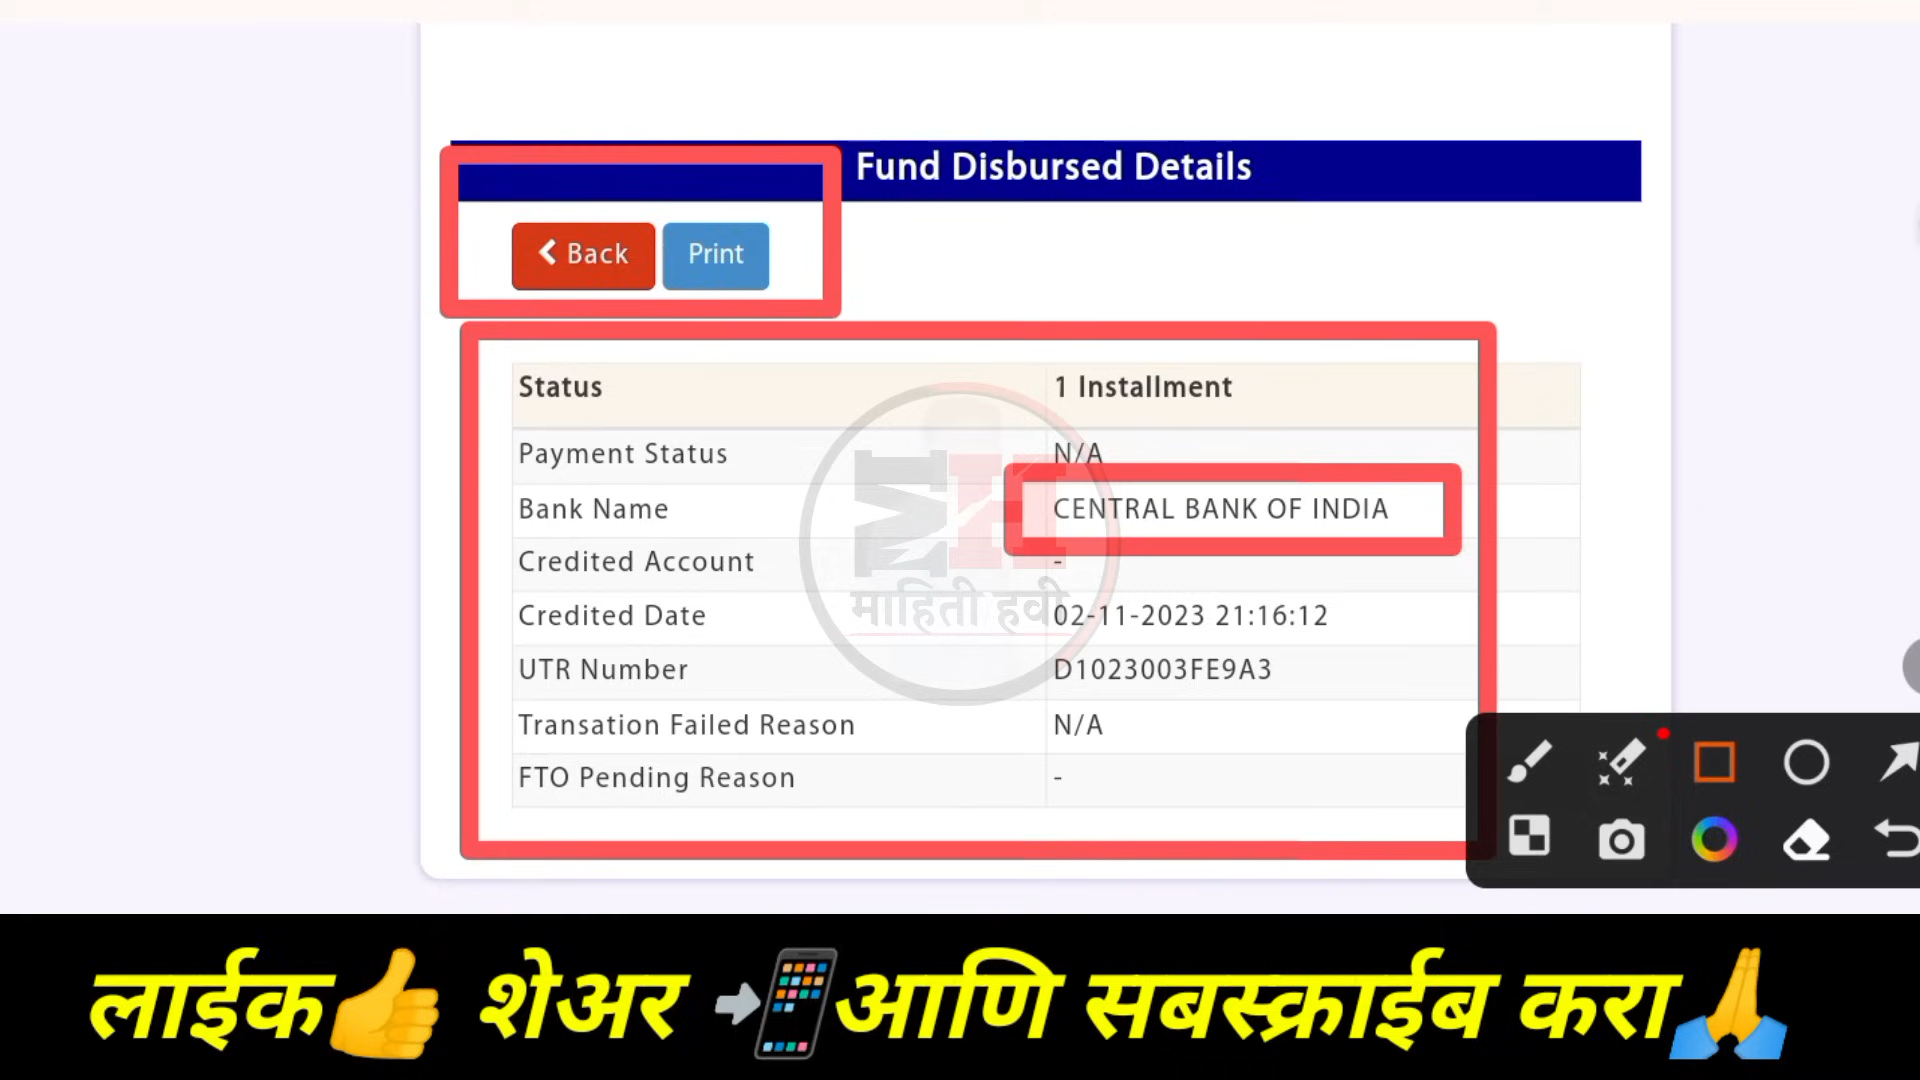 Fund Disbursed Details
Back Print
Status 1 Installment
Payment Status N/A
Bank Name CENTRAL BANK OF INDIA
Credited Account -
Credited Date 02-11-2023 21:16:12
UTR Number D1023003FE9A3
Transation Failed Reason N/A
FTO Pending Reason -
MH
माहिती हवी
लाईक👍 शेअर 📲आणि सबस्क्राईब करा🙏